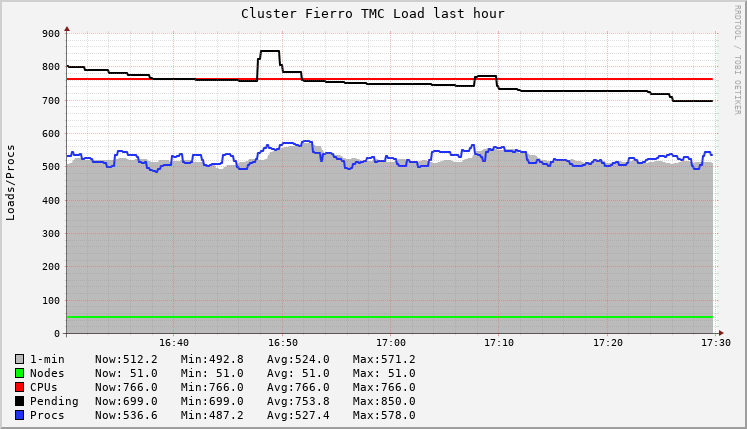 Cluster Fierro TMC Load last hour
RRDTOOL / TOBI OETIKER
Loads/Procs
900
800
700
600
500
400
300
200
100
0
16:40 16:50 17:00 17:10 17:20 17:30
1-min Now:512.2 Min:492.8 Avg:524.0 Max:571.2
Nodes Now: 51.0 Min: 51.0 Avg: 51.0 Max: 51.0
CPUs Now:766.0 Min:766.0 Avg:766.0 Max:766.0
Pending Now:699.0 Min:699.0 Avg:753.8 Max:850.0
Procs Now:536.6 Min:487.2 Avg:527.4 Max:578.0